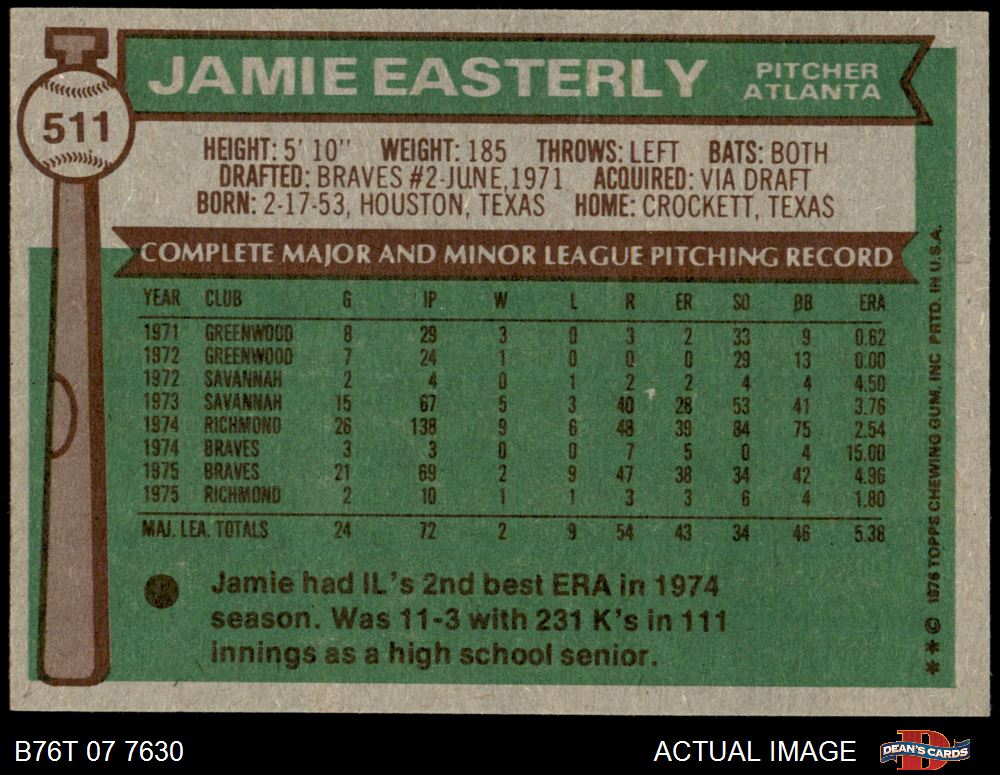 511
JAMIE EASTERLY
PITCHER
ATLANTA
HEIGHT: 5' 10" WEIGHT: 185 THROWS: LEFT BATS: BOTH
DRAFTED: BRAVES #2-JUNE, 1971 ACQUIRED: VIA DRAFT
BORN: 2-17-53, HOUSTON, TEXAS HOME: CROCKETT, TEXAS
COMPLETE MAJOR AND MINOR LEAGUE PITCHING RECORD
YEAR CLUB G IP W L R ER SO BB ERA
1971 GREENWOOD 8 29 3 0 3 2 33 9 0.62
1972 GREENWOOD 7 24 1 0 0 0 29 13 0.00
1972 SAVANNAH 2 4 0 1 2 2 4 4 4.50
1973 SAVANNAH 15 67 5 3 40 28 53 41 3.76
1974 RICHMOND 26 138 9 6 48 39 84 75 2.54
1974 BRAVES 3 3 0 0 7 5 0 4 15.00
1975 BRAVES 21 69 2 9 47 38 34 42 4.96
1975 RICHMOND 2 10 1 1 3 3 6 4 1.80
MAJ. LEA. TOTALS 24 72 2 9 54 43 34 46 5.38
Jamie had IL's 2nd best ERA in 1974
season. Was 11-3 with 231 K's in 111
innings as a high school senior.
** © 1976 TOPPS CHEWING GUM, INC. PRTD. IN U.S.A.
B76T 07 7630
ACTUAL IMAGE
DEAN'S CARDS